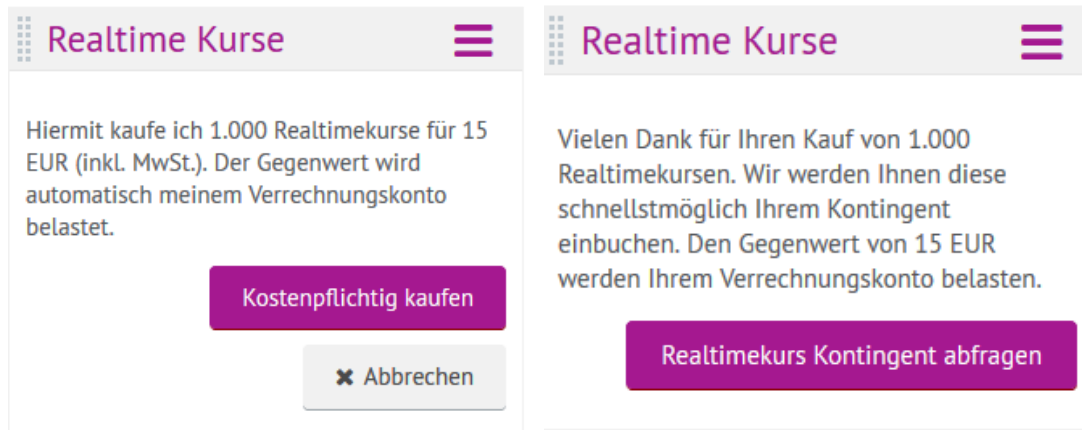 Realtime Kurse
Hiermit kaufe ich 1.000 Realtimekurse für 15
EUR (inkl. MwSt.). Der Gegenwert wird
automatisch meinem Verrechnungskonto
belastet.
Kostenpflichtig kaufen
✖ Abbrechen
Realtime Kurse
Vielen Dank für Ihren Kauf von 1.000
Realtimekursen. Wir werden Ihnen diese
schnellstmöglich Ihrem Kontingent
einbuchen. Den Gegenwert von 15 EUR
werden Ihrem Verrechnungskonto belasten.
Realtimekurs Kontingent abfragen